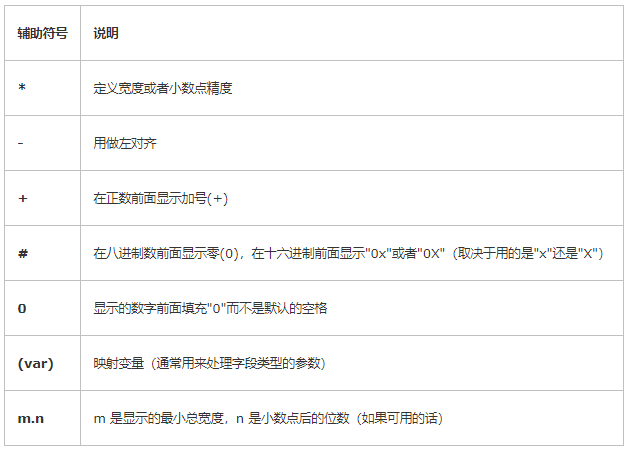 辅助符号 说明
* 定义宽度或者小数点精度
- 用做左对齐
+ 在正数前面显示加号(+)
# 在八进制数前面显示零(0)，在十六进制前面显示"0x"或者"0X"（取决于用的是"x"还是"X"）
0 显示的数字前面填充"0"而不是默认的空格
(var) 映射变量（通常用来处理字段类型的参数）
m.n m 是显示的最小总宽度，n 是小数点后的位数（如果可用的话）